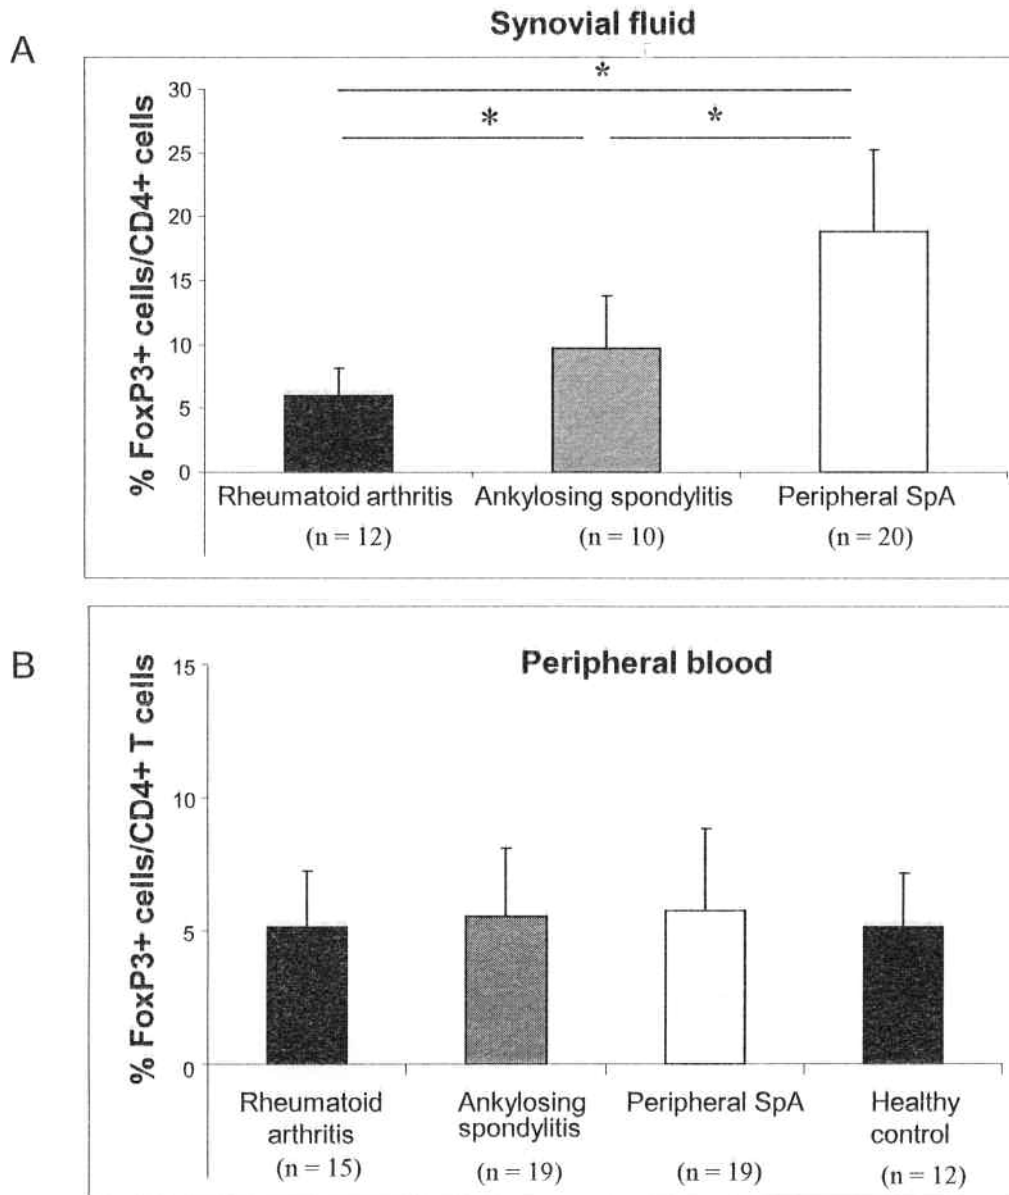 Synovial fluid
A
% FoxP3+ cells/CD4+ cells
30
25
20
15
10
5
0
*
*
*
Rheumatoid arthritis
Ankylosing spondylitis
Peripheral SpA
(n = 12)
(n = 10)
(n = 20)
B
Peripheral blood
% FoxP3+ cells/CD4+ T cells
15
10
5
0
Rheumatoid
arthritis
(n = 15)
Ankylosing
spondylitis
(n = 19)
Peripheral SpA
(n = 19)
Healthy
control
(n = 12)